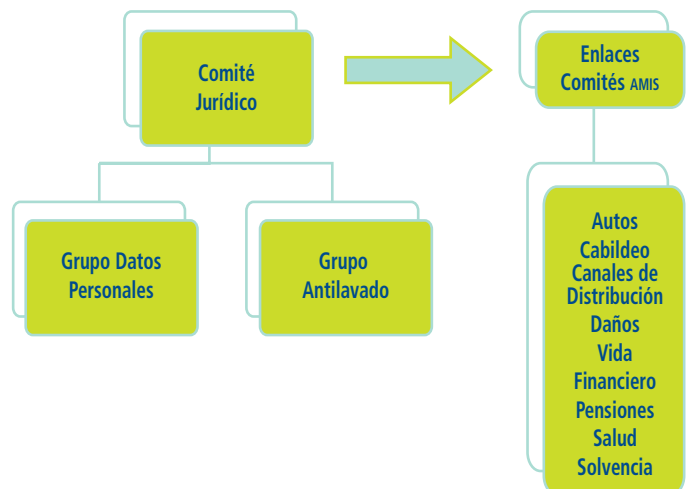 Comité
Jurídico
Enlaces
Comités AMIS
Grupo Datos
Personales
Grupo
Antilavado
Autos
Cabildeo
Canales de
Distribución
Daños
Vida
Financiero
Pensiones
Salud
Solvencia